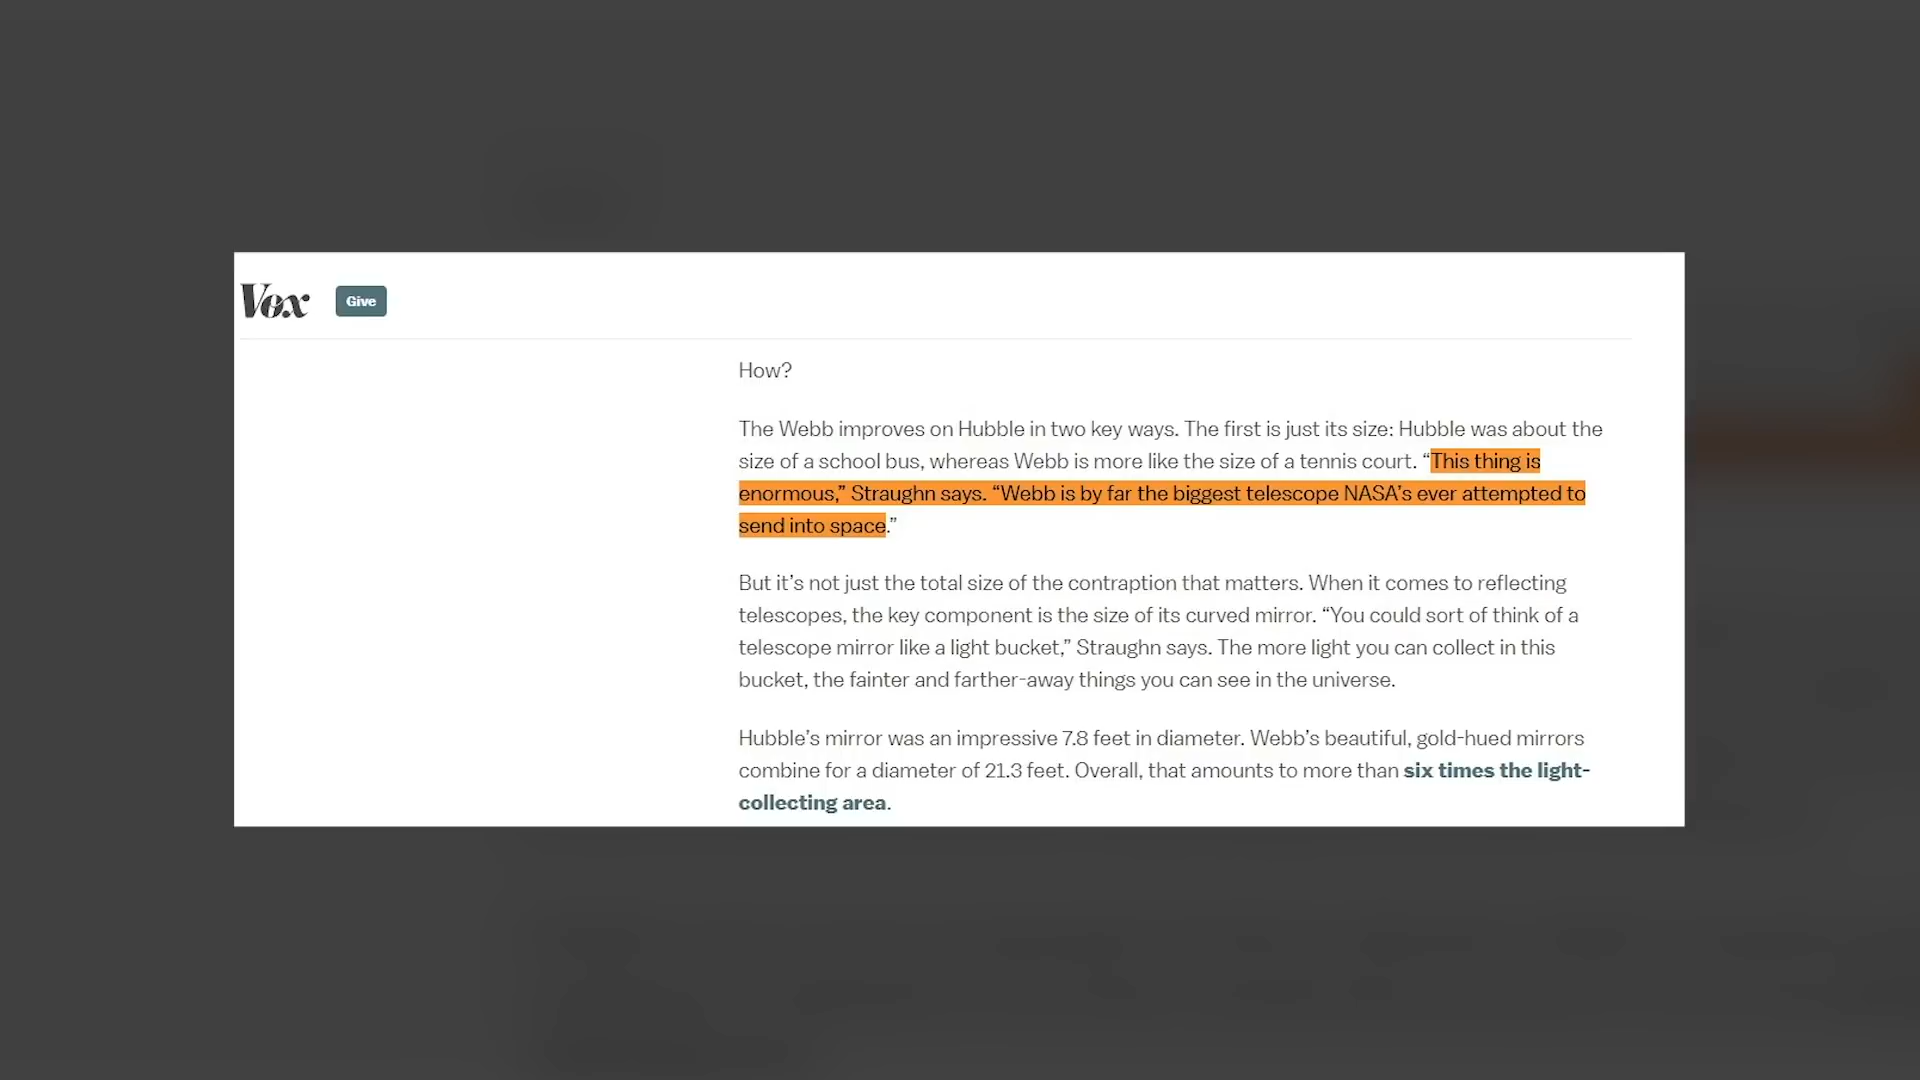 Vox
Give
How?
The Webb improves on Hubble in two key ways. The first is just its size: Hubble was about the
size of a school bus, whereas Webb is more like the size of a tennis court. “This thing is
enormous,” Straughn says. “Webb is by far the biggest telescope NASA’s ever attempted to
send into space.”
But it’s not just the total size of the contraption that matters. When it comes to reflecting
telescopes, the key component is the size of its curved mirror. “You could sort of think of a
telescope mirror like a light bucket,” Straughn says. The more light you can collect in this
bucket, the fainter and farther-away things you can see in the universe.
Hubble’s mirror was an impressive 7.8 feet in diameter. Webb’s beautiful, gold-hued mirrors
combine for a diameter of 21.3 feet. Overall, that amounts to more than six times the light-
collecting area.